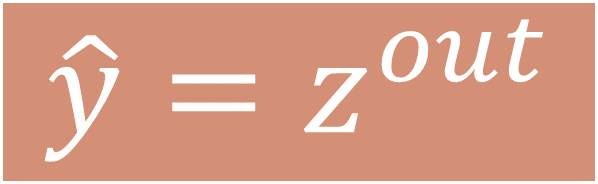 ŷ = z^out